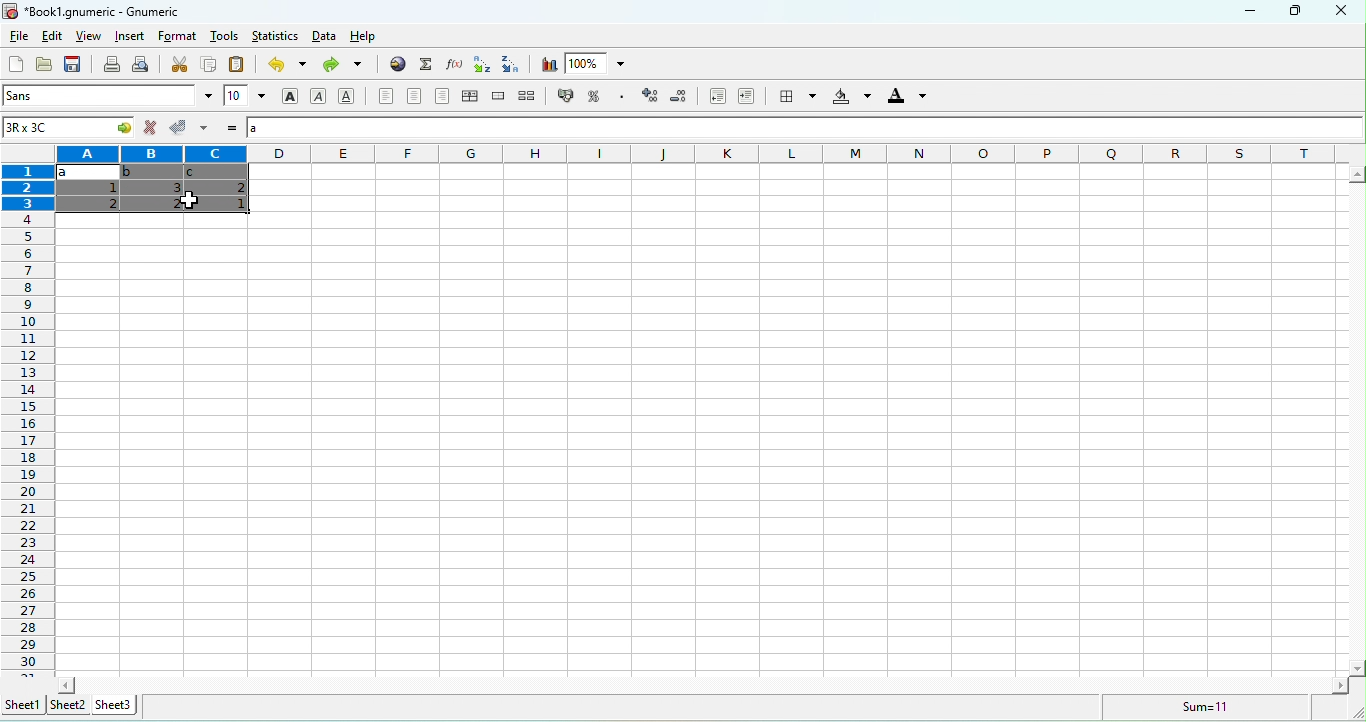 *Book1.gnumeric - Gnumeric
File Edit View Insert Format Tools Statistics Data Help
f(x) 100%
Sans 10 A A A % A
3R x 3C = a
A B C D E F G H I J K L M N O P Q R S T
1 a b c
2 1 3 2
3 2 2 1
4
5
6
7
8
9
10
11
12
13
14
15
16
17
18
19
20
21
22
23
24
25
26
27
28
29
30
Sheet1 Sheet2 Sheet3 Sum=11